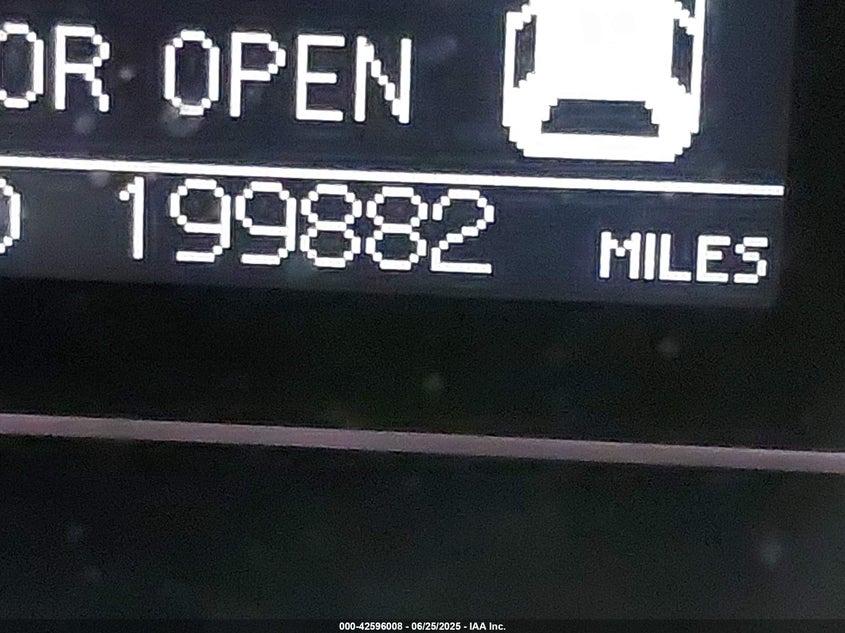 OR OPEN
199882 MILES
000-42596008 - 06/25/2025 - IAA Inc.